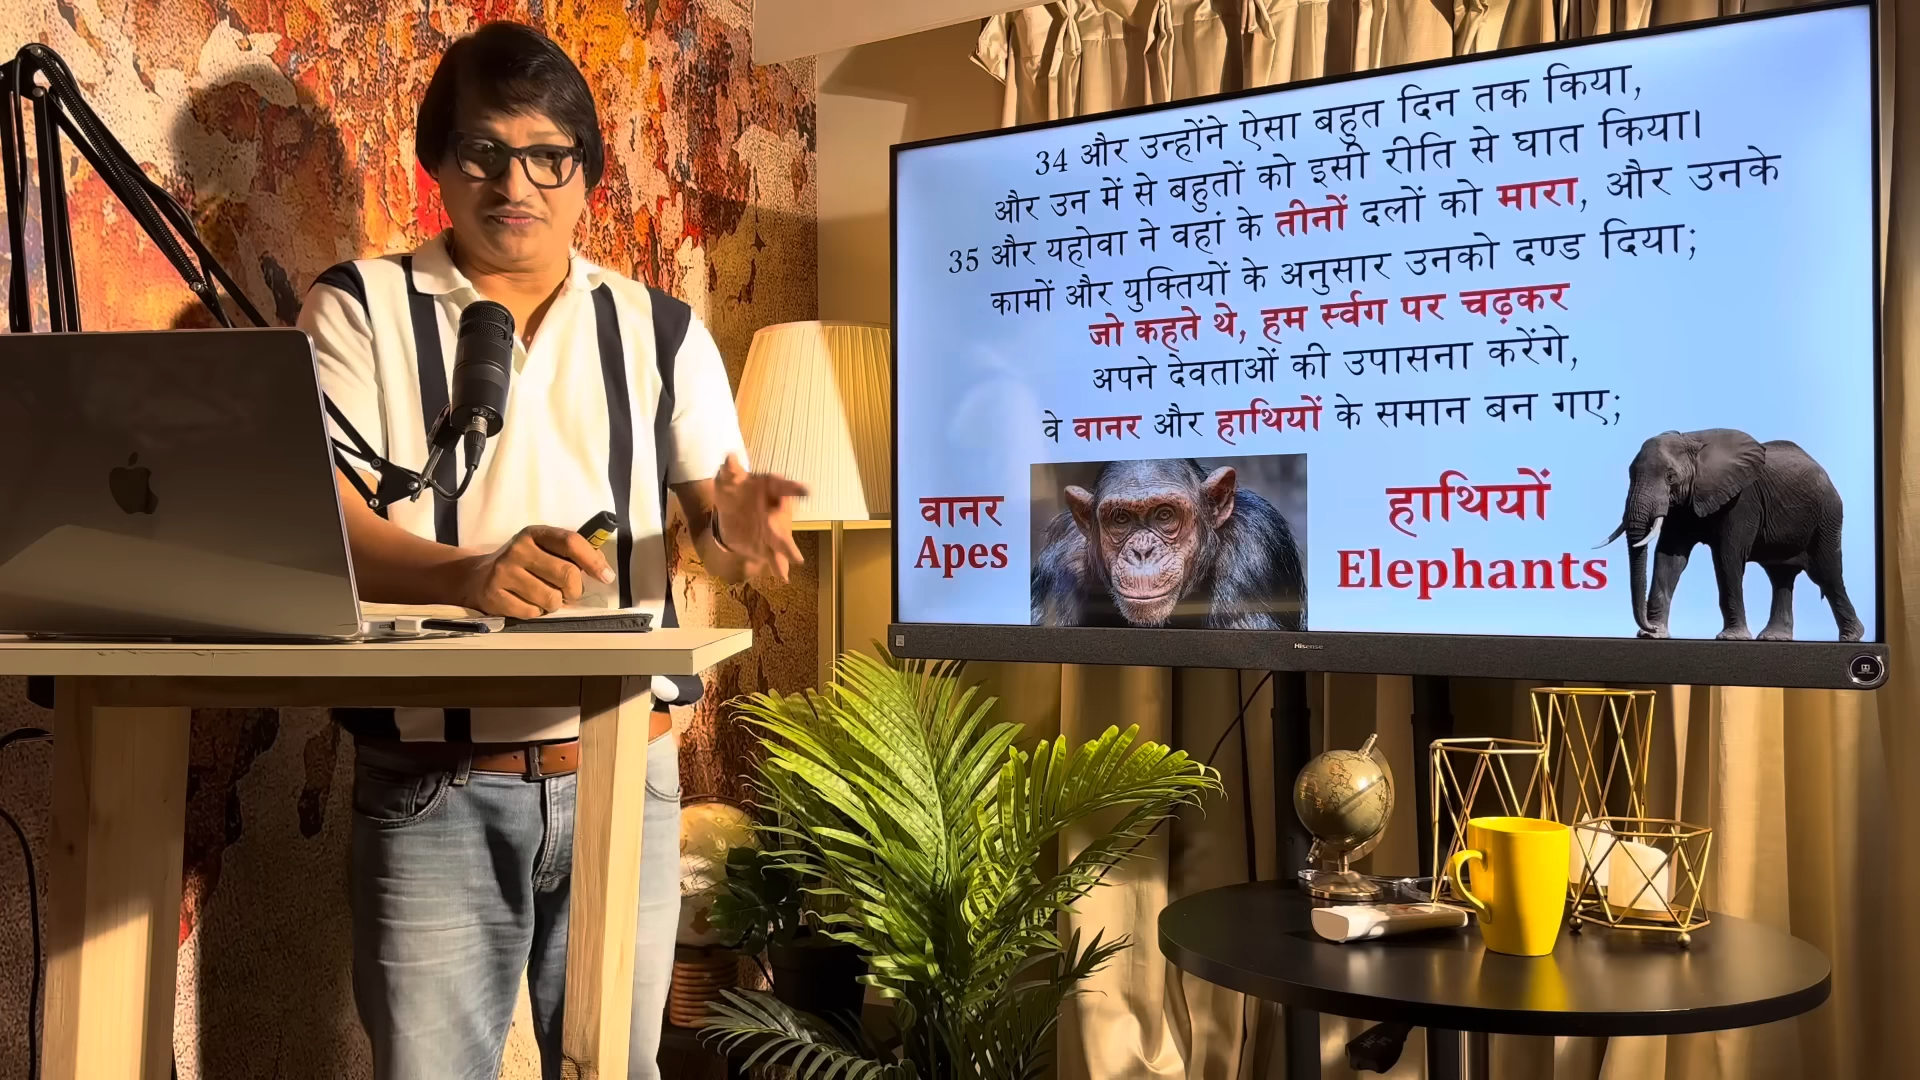 34 और उन्होंने ऐसा बहुत दिन तक किया,
और उन में से बहुतों को इसी रीति से घात किया।
35 और यहोवा ने वहां के तीनों दलों को मारा, और उनके
कामों और युक्तियों के अनुसार उनको दण्ड दिया;
जो कहते थे, हम र्स्वग पर चढ़कर
अपने देवताओं की उपासना करेंगे,
वे वानर और हाथियों के समान बन गए;
वानर
Apes
हाथियों
Elephants
Hisense